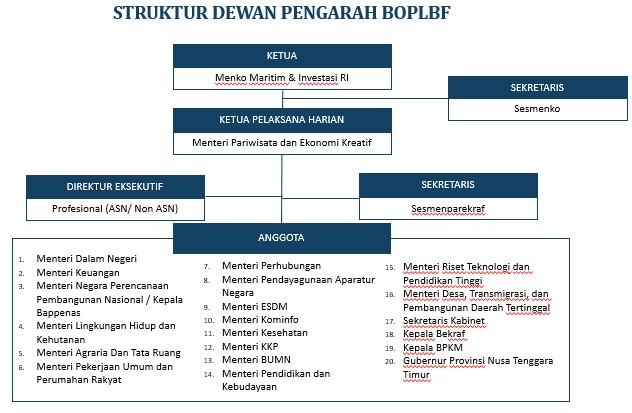 STRUKTUR DEWAN PENGARAH BOPLBF
KETUA
Menko Maritim & Investasi RI
SEKRETARIS
Sesmenko
KETUA PELAKSANA HARIAN
Menteri Pariwisata dan Ekonomi Kreatif
DIREKTUR EKSEKUTIF
Profesional (ASN/ Non ASN)
SEKRETARIS
Sesmenparekraf
ANGGOTA
1. Menteri Dalam Negeri
2. Menteri Keuangan
3. Menteri Negara Perencanaan
Pembangunan Nasional / Kepala
Bappenas
4. Menteri Lingkungan Hidup dan
Kehutanan
5. Menteri Agraria Dan Tata Ruang
6. Menteri Pekerjaan Umum dan
Perumahan Rakyat
7. Menteri Perhubungan
8. Menteri Pendayagunaan Aparatur
Negara
9. Menteri ESDM
10. Menteri Kominfo
11. Menteri Kesehatan
12. Menteri KKP
13. Menteri BUMN
14. Menteri Pendidikan dan
Kebudayaan
15. Menteri Riset Teknologi dan
Pendidikan Tinggi
16. Menteri Desa, Transmigrasi, dan
Pembangunan Daerah Tertinggal
17. Sekretaris Kabinet
18. Kepala Bekraf
19. Kepala BPKM
20. Gubernur Provinsi Nusa Tenggara
Timur